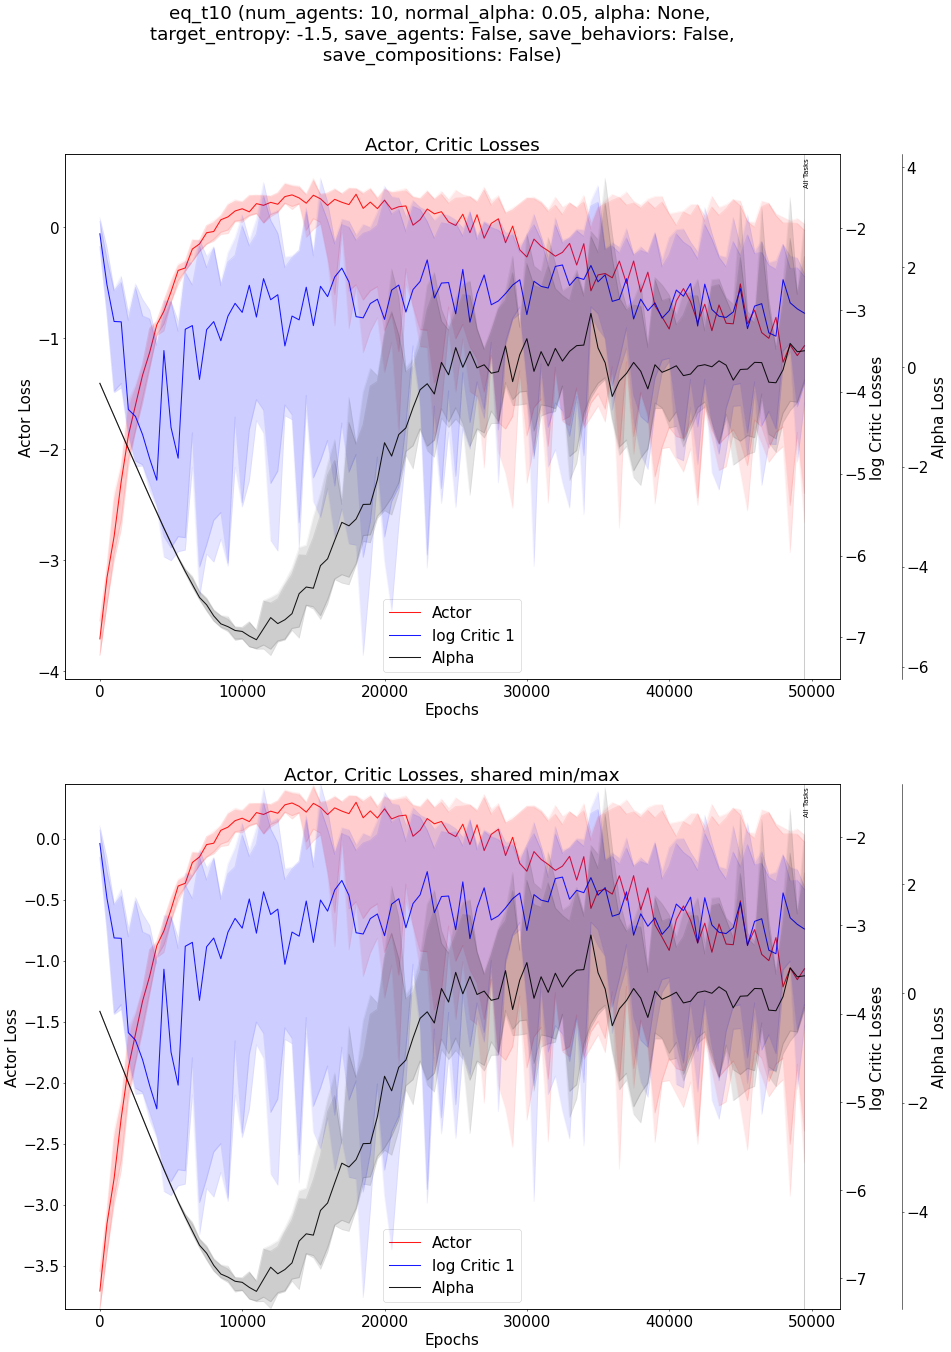 eq_t10 (num_agents: 10, normal_alpha: 0.05, alpha: None,
target_entropy: -1.5, save_agents: False, save_behaviors: False,
save_compositions: False)
Actor, Critic Losses
All Tasks
0
−1
−2
−3
−4
Actor Loss
−2
−3
−4
−5
−6
−7
log Critic Losses
4
2
0
−2
−4
−6
Alpha Loss
Actor
log Critic 1
Alpha
0 10000 20000 30000 40000 50000
Epochs
Actor, Critic Losses, shared min/max
All Tasks
0.0
−0.5
−1.0
−1.5
−2.0
−2.5
−3.0
−3.5
Actor Loss
−2
−3
−4
−5
−6
−7
log Critic Losses
2
0
−2
−4
Alpha Loss
Actor
log Critic 1
Alpha
0 10000 20000 30000 40000 50000
Epochs